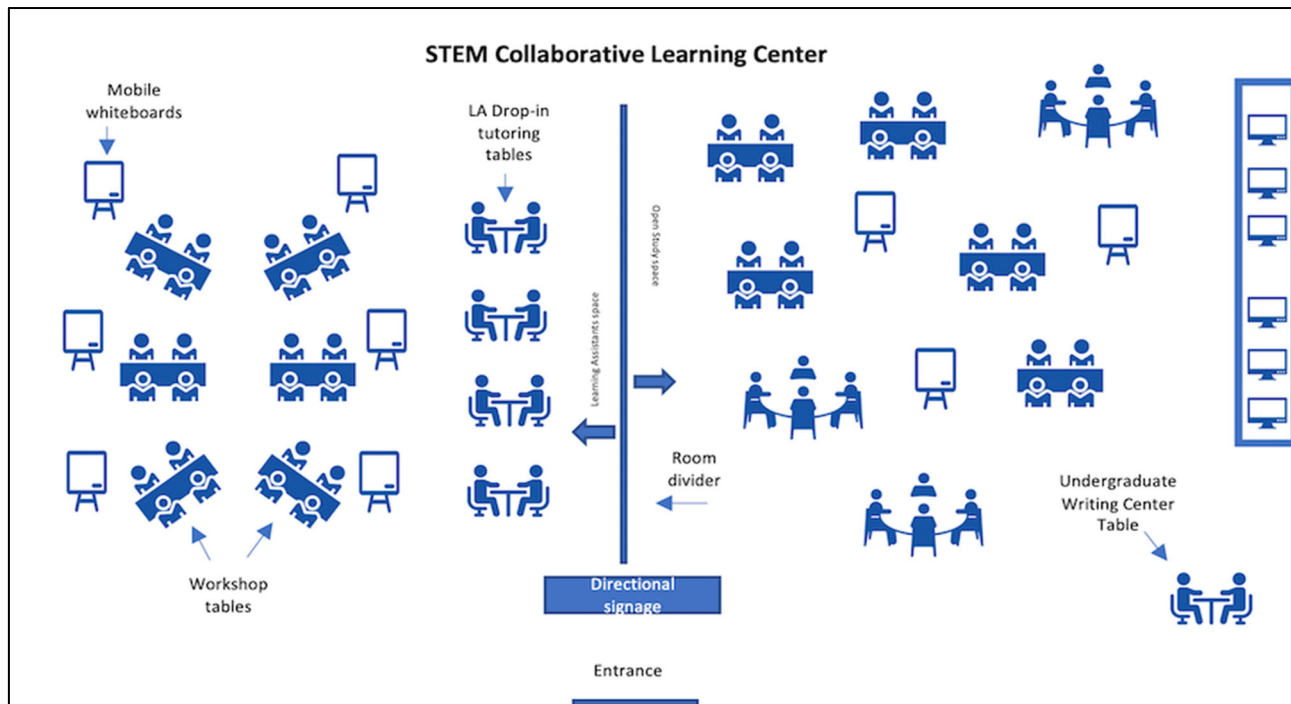 STEM Collaborative Learning Center
Mobile
whiteboards
LA Drop-in
tutoring
tables
Open Study space
Learning Assistants space
Room
divider
Undergraduate
Writing Center
Table
Workshop
tables
Directional
signage
Entrance